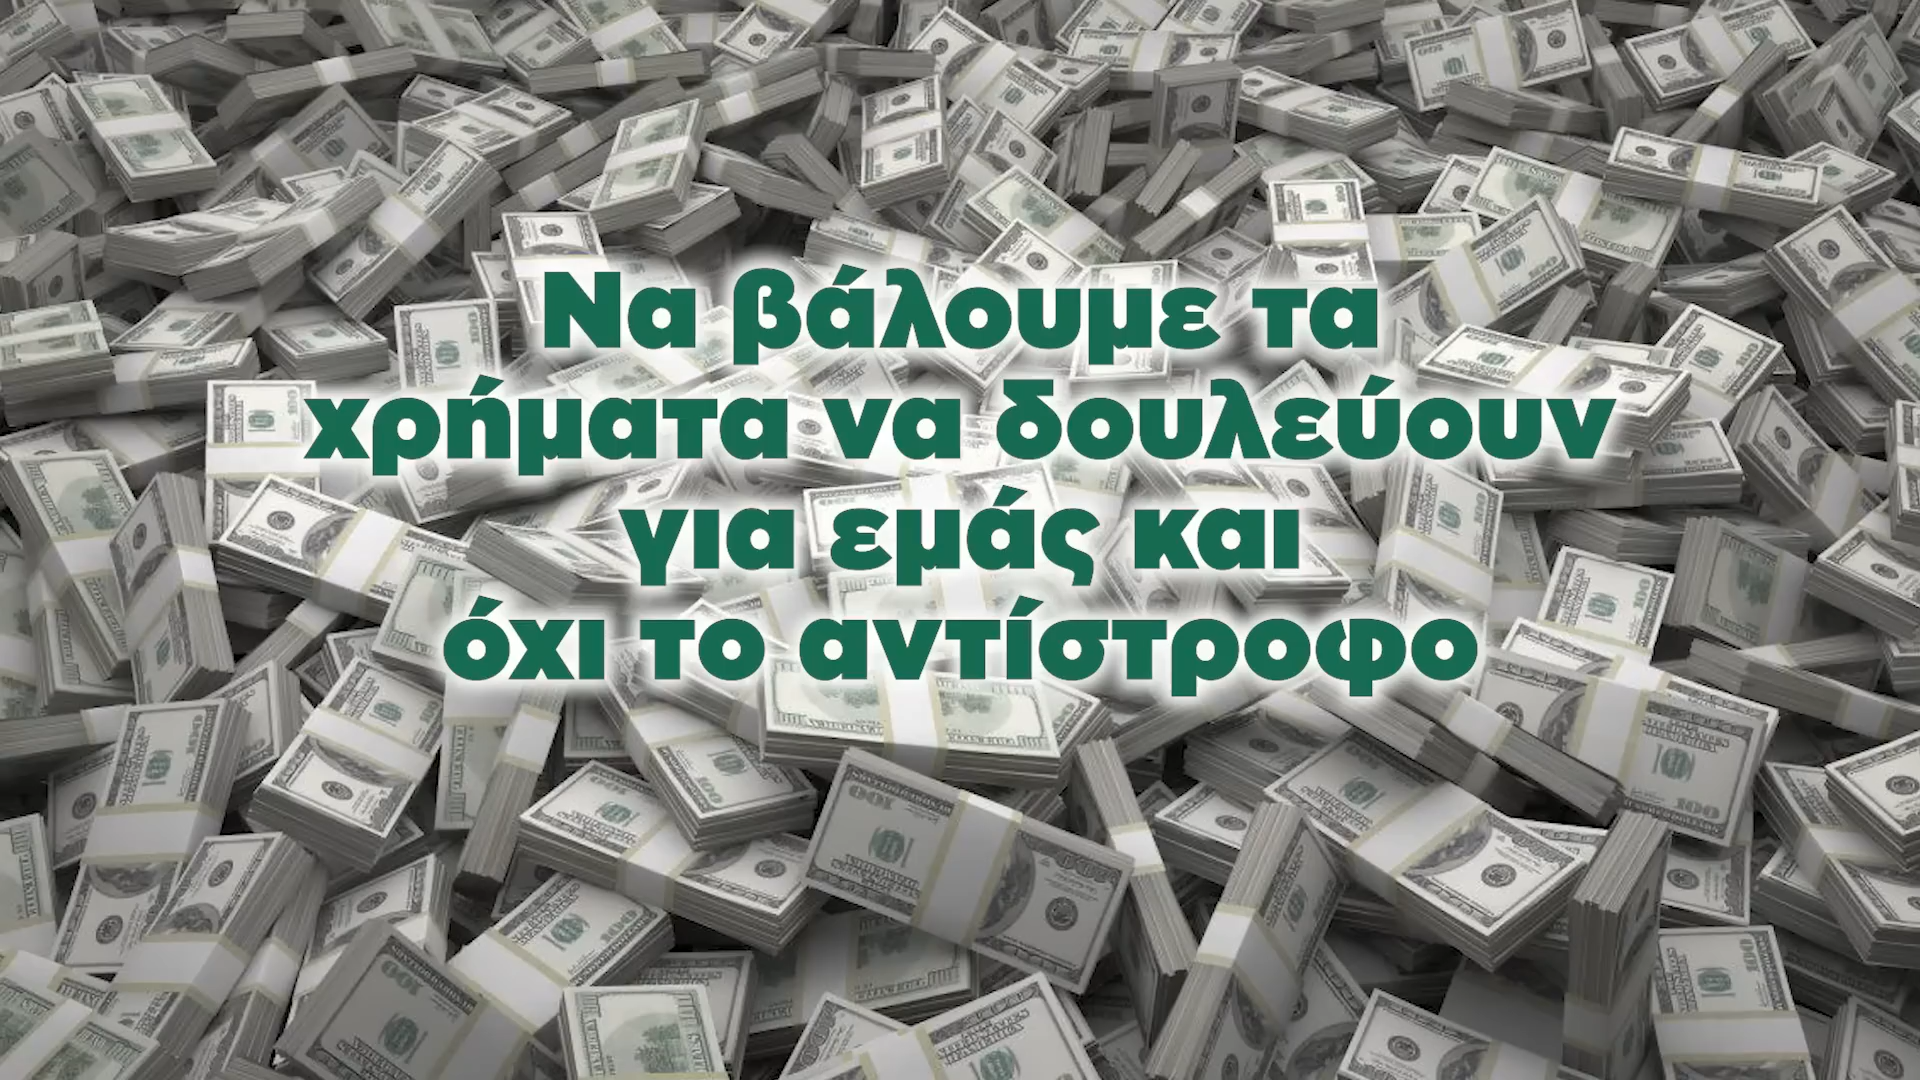 Να βάλουμε τα
χρήματα να δουλεύουν
για εμάς και
όχι το αντίστροφο